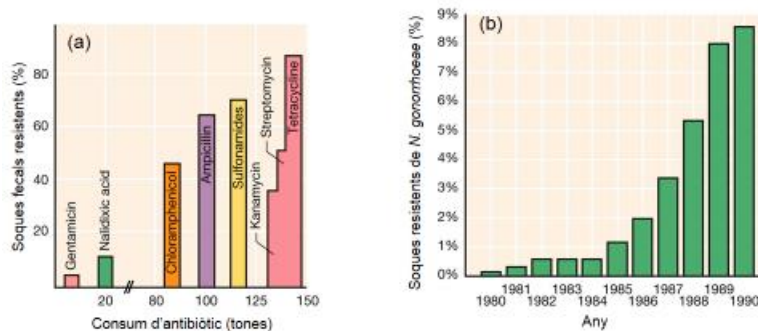 (a)
Soques fecals resistents (%)
80
60
40
20
Gentamicin
Nalidixic acid
Chloramphenicol
Ampicillin
Sulfonamides
Kanamycin
Streptomycin
Tetracycline
20 80 100 125 150
Consum d'antibiòtic (tones)
(b)
Soques resistents de N. gonorrhoeae (%)
9%
8%
7%
6%
5%
4%
3%
2%
1%
0%
1981 1983 1985 1987 1989
1980 1982 1984 1986 1988 1990
Any